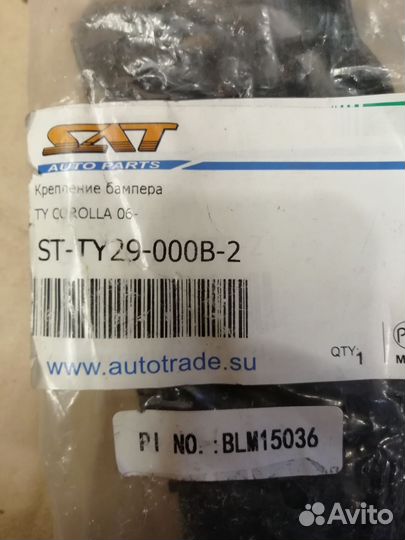 SAT
AUTO PARTS
Крепление бампера
TY COROLLA 06-
ST-TY29-000B-2
www.autotrade.su
QTY:1
PI NO.:BLM15036
Avito